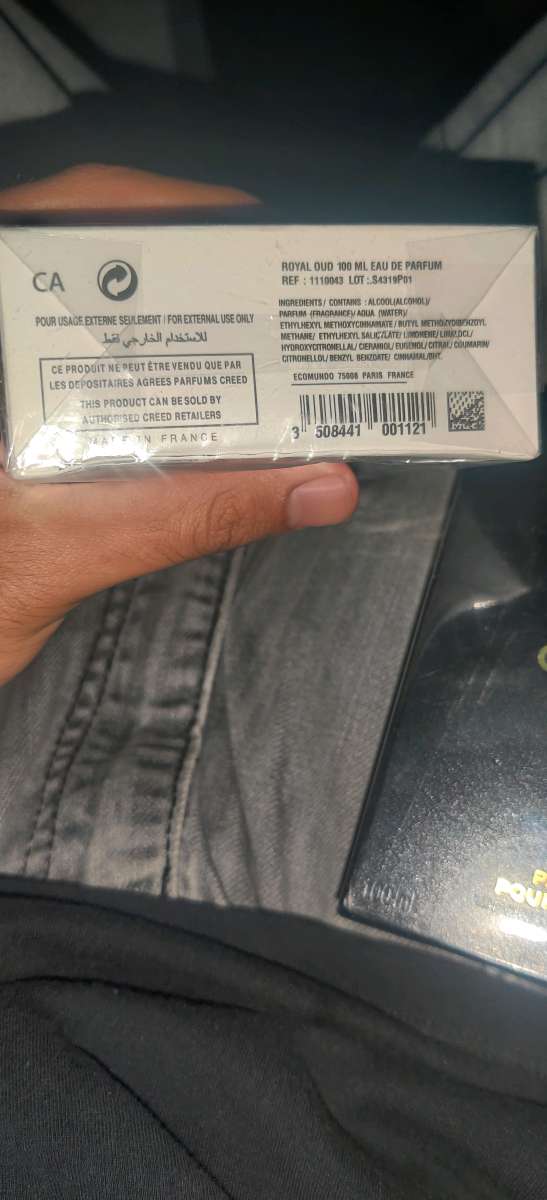 CA
POUR USAGE EXTERNE SEULEMENT / FOR EXTERNAL USE ONLY
للاستخدام الخارجي فقط
CE PRODUIT NE PEUT ÊTRE VENDU QUE PAR
LES DEPOSITAIRES AGREES PARFUMS CREED
THIS PRODUCT CAN BE SOLD BY
AUTHORISED CREED RETAILERS
MADE IN FRANCE
ROYAL OUD 100 ML EAU DE PARFUM
REF : 1110043 LOT :.S4319P01
INGREDIENTS/ CONTAINS : ALCOOL(ALCOHOL)/
PARFUM (FRAGRANCE)/ AQUA (WATER)/
ETHYLHEXYL METHOXYCINNAMATE / BUTYL METHOXYDIBENZOYL
METHANE/ ETHYLHEXYL SALICYLATE/ LIMONENE/ LINALOOL/
HYDROXYCITRONELLAL/ GERANIOL/ EUGENOL/ CITRAL/ COUMARIN/
CITRONELLOL/ BENZYL BENZOATE/ CINNAMAL/BHT.
ECOMUNDO 75008 PARIS FRANCE
3 508441 001121
100ml